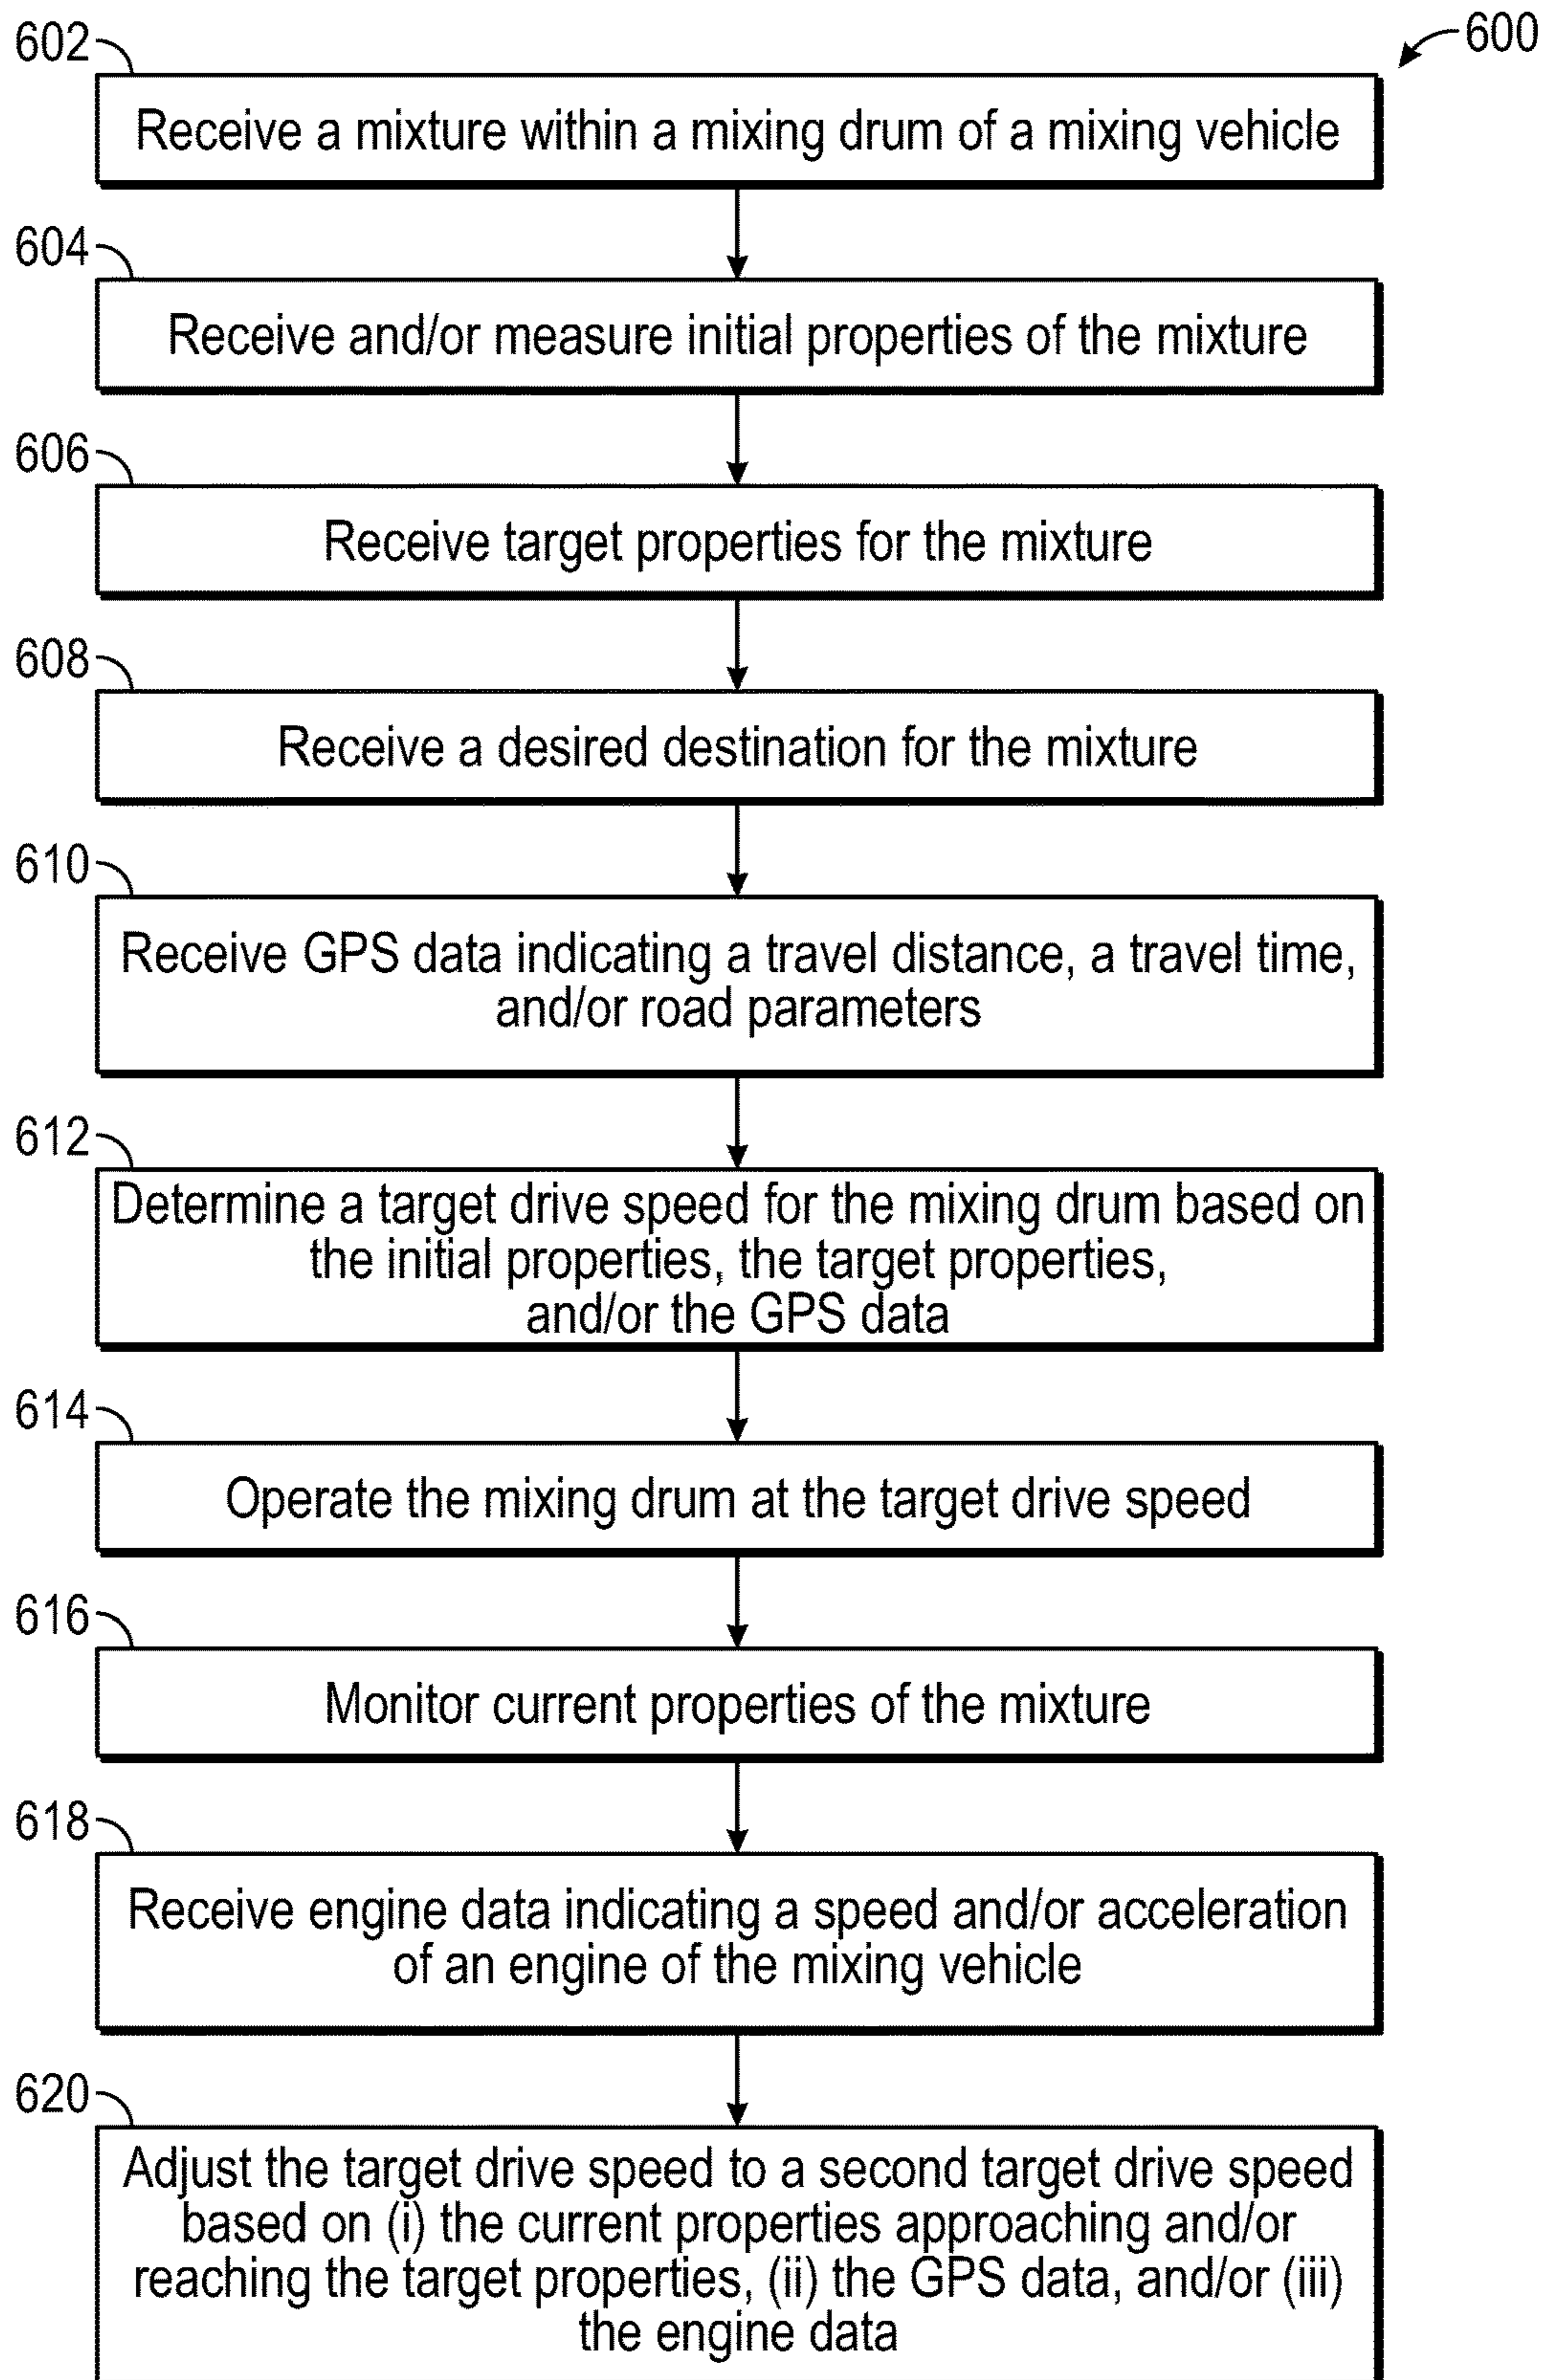 602
600
Receive a mixture within a mixing drum of a mixing vehicle
604
Receive and/or measure initial properties of the mixture
606
Receive target properties for the mixture
608
Receive a desired destination for the mixture
610
Receive GPS data indicating a travel distance, a travel time,
and/or road parameters
612
Determine a target drive speed for the mixing drum based on
the initial properties, the target properties,
and/or the GPS data
614
Operate the mixing drum at the target drive speed
616
Monitor current properties of the mixture
618
Receive engine data indicating a speed and/or acceleration
of an engine of the mixing vehicle
620
Adjust the target drive speed to a second target drive speed
based on (i) the current properties approaching and/or
reaching the target properties, (ii) the GPS data, and/or (iii)
the engine data